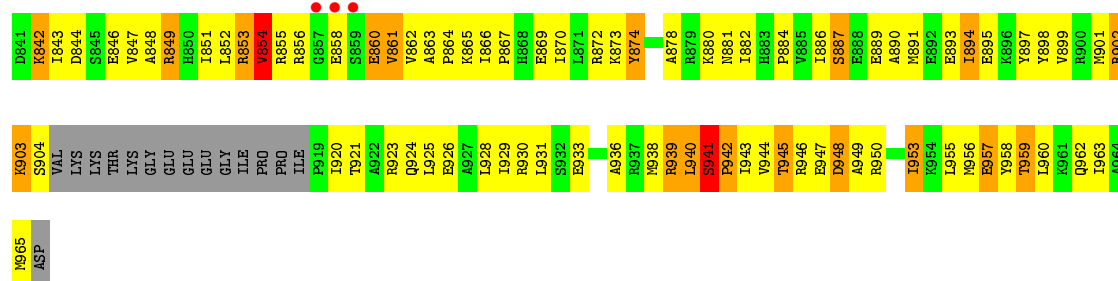 D841 K842 I843 D844 S845 E846 V847 A848 R849 H850 I851 L852 R853 V854 R855 R856 G857 E858 S859 E860 V861 V862 A863 P864 K865 I866 P867 H868 E869 I870 L871 R872 K873 Y874 A878 R879 K880 N881 I882 H883 P884 V885 I886 S887 E888 E889 A890 M891 E892 E893 I894 E895 K896 Y897 Y898 V899 R900 M901
K903 S904 VAL LYS LYS THR LYS GLY GLU GLU GLU GLY ILE PRO PRO ILE P919 I920 T921 A922 R923 Q924 L925 E926 A927 L928 I929 R930 L931 S932 E933 A936 R937 M938 R939 L940 S941 P942 I943 V944 T945 R946 E947 D948 A949 R950 I953 K954 L955 M956 E957 Y958 T959 L960 K961 Q962 I963 A964
M965 ASP